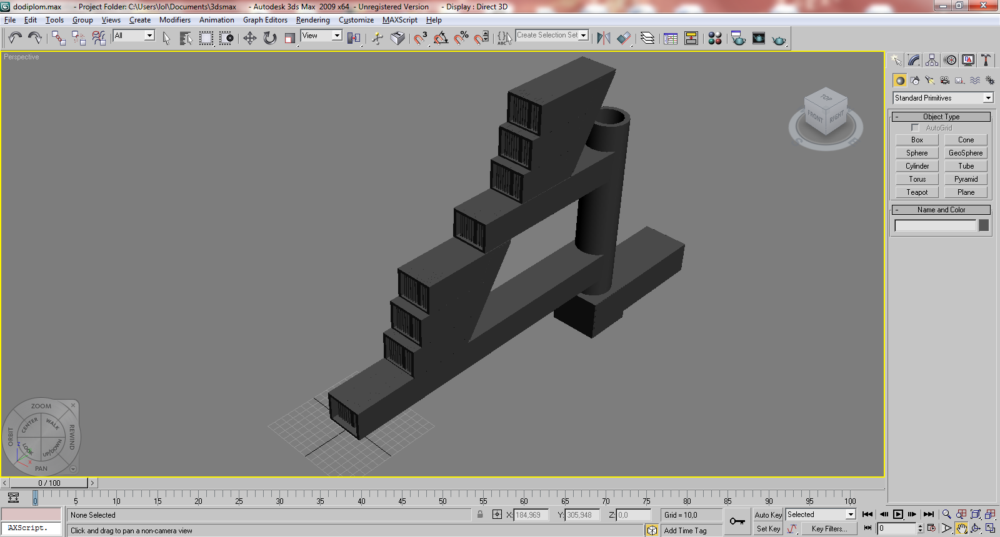 dodiplom.max - Project Folder: C:\Users\lol\Documents\3dsmax - Autodesk 3ds Max 2009 x64 - Unregistered Version - Display : Direct 3D
File Edit Tools Group Views Create Modifiers Animation Graph Editors Rendering Customize MAXScript Help
All View 3 % ABC Create Selection Set
Perspective
TOP
FRONT RIGHT
Standard Primitives
- Object Type
AutoGrid
Box Cone
Sphere GeoSphere
Cylinder Tube
Torus Pyramid
Teapot Plane
- Name and Color
ZOOM
CENTER WALK
ORBIT REWIND
LOOK UP/DOWN
PAN
z
x
< 0 / 100 >
0 5 10 15 20 25 30 35 40 45 50 55 60 65 70 75 80 85 90 95 100
None Selected X: 184,969 Y: 305,948 Z: 0,0 Grid = 10,0 Auto Key Selected
AXScript. Click and drag to pan a non-camera view Add Time Tag Set Key Key Filters... 0